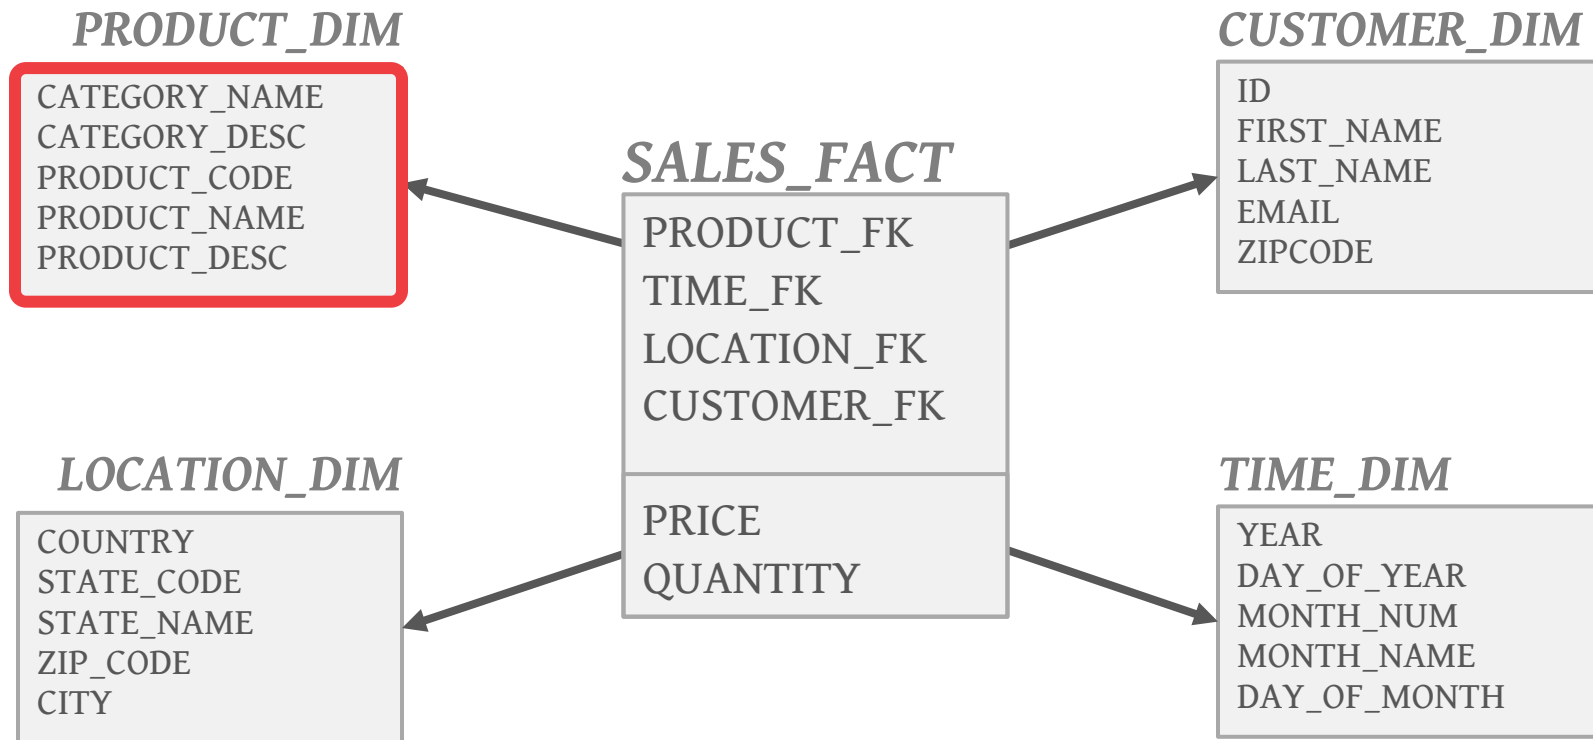 PRODUCT_DIM
CATEGORY_NAME
CATEGORY_DESC
PRODUCT_CODE
PRODUCT_NAME
PRODUCT_DESC
SALES_FACT
PRODUCT_FK
TIME_FK
LOCATION_FK
CUSTOMER_FK
PRICE
QUANTITY
CUSTOMER_DIM
ID
FIRST_NAME
LAST_NAME
EMAIL
ZIPCODE
LOCATION_DIM
COUNTRY
STATE_CODE
STATE_NAME
ZIP_CODE
CITY
TIME_DIM
YEAR
DAY_OF_YEAR
MONTH_NUM
MONTH_NAME
DAY_OF_MONTH